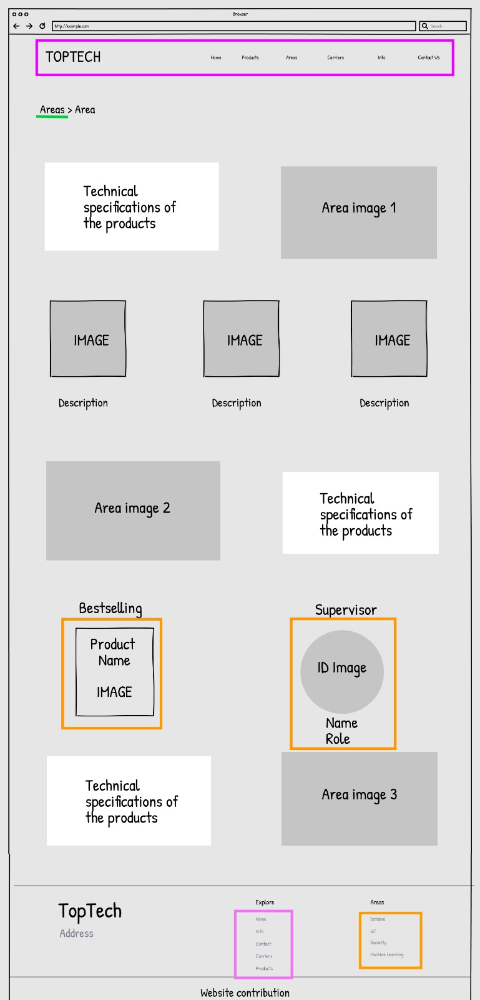 Browser
http://example.com
Search
TOPTECH
Home Products Areas Carriers Info Contact Us
Areas > Area
Technical
specifications of
the products
Area image 1
IMAGE IMAGE IMAGE
Description Description Description
Area image 2
Technical
specifications of
the products
Bestselling
Product
Name
IMAGE
Supervisor
ID Image
Name
Role
Technical
specifications of
the products
Area image 3
TopTech
Address
Explore
Home
Info
Contact
Carriers
Products
Areas
Databse
IoT
Security
Machine Learning
Website contribution